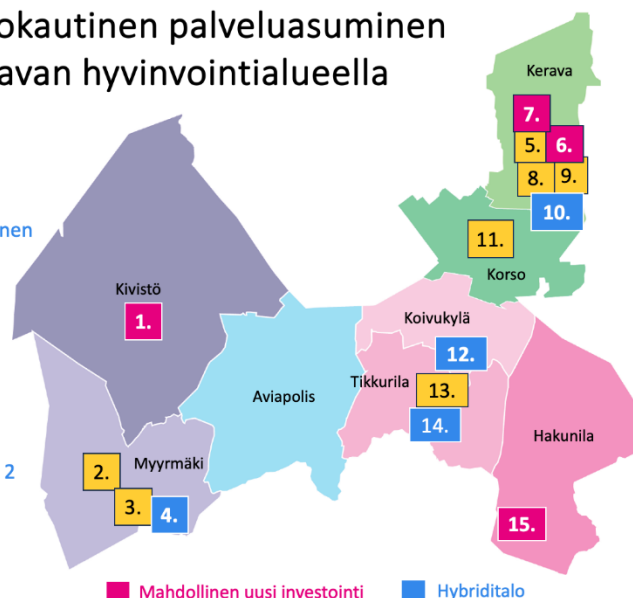 okautinen palveluasuminen
avan hyvinvointialueella
Kerava
7.
5. 6.
8. 9.
10.
nen
11.
Korso
Kivistö
1.
Koivukylä
12.
Tikkurila
13.
Aviapolis
14.
Hakunila
Myyrmäki
2
2.
3.
4.
15.
Mahdollinen uusi investointi
Hybriditalo